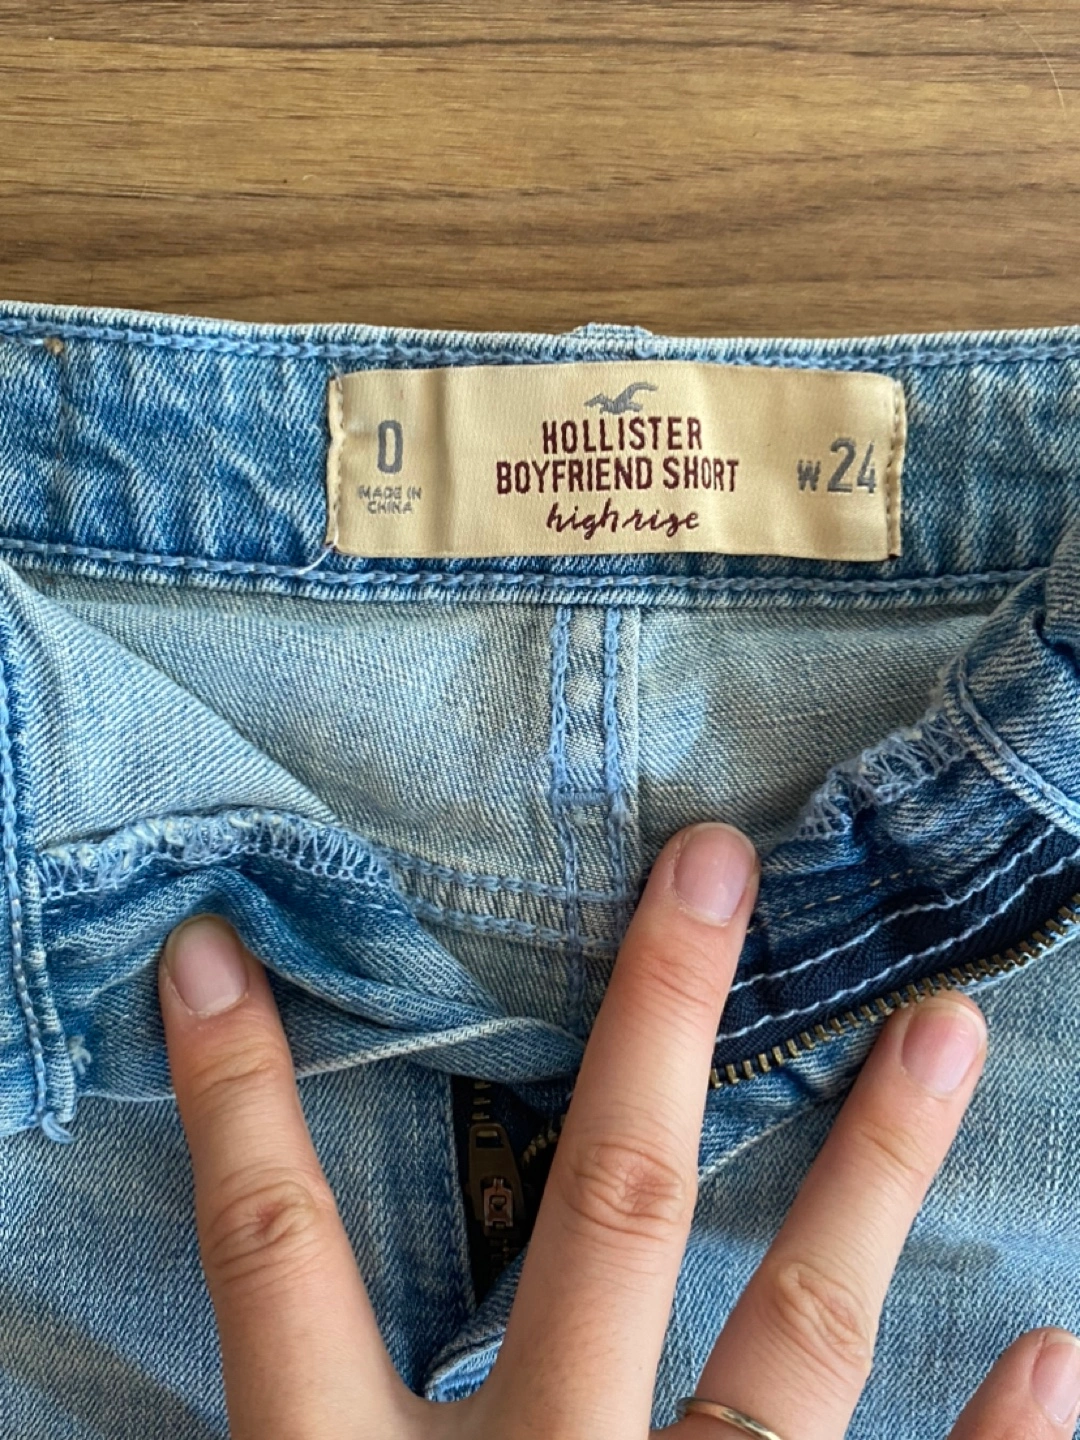 0
MADE IN
CHINA
HOLLISTER
BOYFRIEND SHORT
high rise
W 24